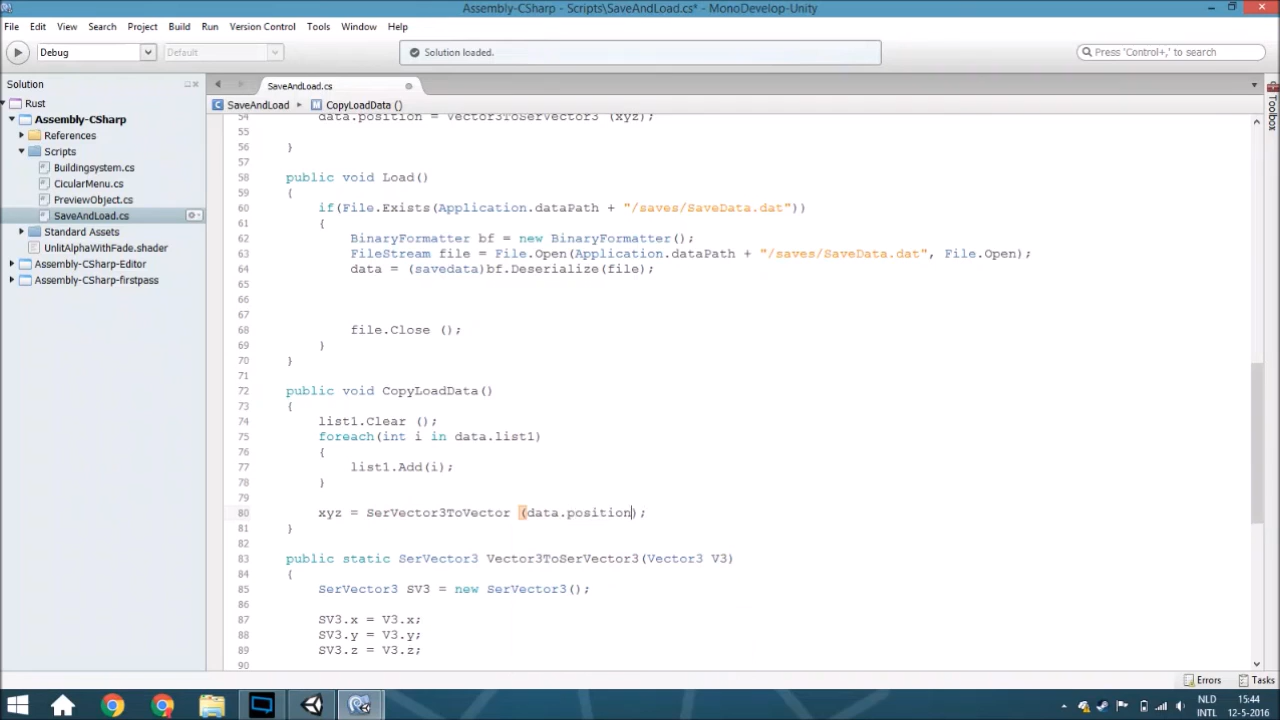 Assembly-CSharp - Scripts\SaveAndLoad.cs* - MonoDevelop-Unity
File Edit View Search Project Build Run Version Control Tools Window Help
Debug Default Solution loaded. Press 'Control+,' to search
Solution
SaveAndLoad.cs
SaveAndLoad CopyLoadData ()
Toolbox
Rust
Assembly-CSharp
References
Scripts
Buildingsystem.cs
CicularMenu.cs
PreviewObject.cs
SaveAndLoad.cs
Standard Assets
UnlitAlphaWithFade.shader
Assembly-CSharp-Editor
Assembly-CSharp-firstpass
54 data.position = Vector3ToSerVector3 (xyz);
55
56 }
57
58 public void Load()
59 {
60 if(File.Exists(Application.dataPath + "/saves/SaveData.dat"))
61 {
62 BinaryFormatter bf = new BinaryFormatter();
63 FileStream file = File.Open(Application.dataPath + "/saves/SaveData.dat", File.Open);
64 data = (savedata)bf.Deserialize(file);
65
66
67
68 file.Close ();
69 }
70 }
71
72 public void CopyLoadData()
73 {
74 list1.Clear ();
75 foreach(int i in data.list1)
76 {
77 list1.Add(i);
78 }
79
80 xyz = SerVector3ToVector (data.position);
81 }
82
83 public static SerVector3 Vector3ToSerVector3(Vector3 V3)
84 {
85 SerVector3 SV3 = new SerVector3();
86
87 SV3.x = V3.x;
88 SV3.y = V3.y;
89 SV3.z = V3.z;
90
Errors Tasks
NLD 15:44
INTL 12-5-2016